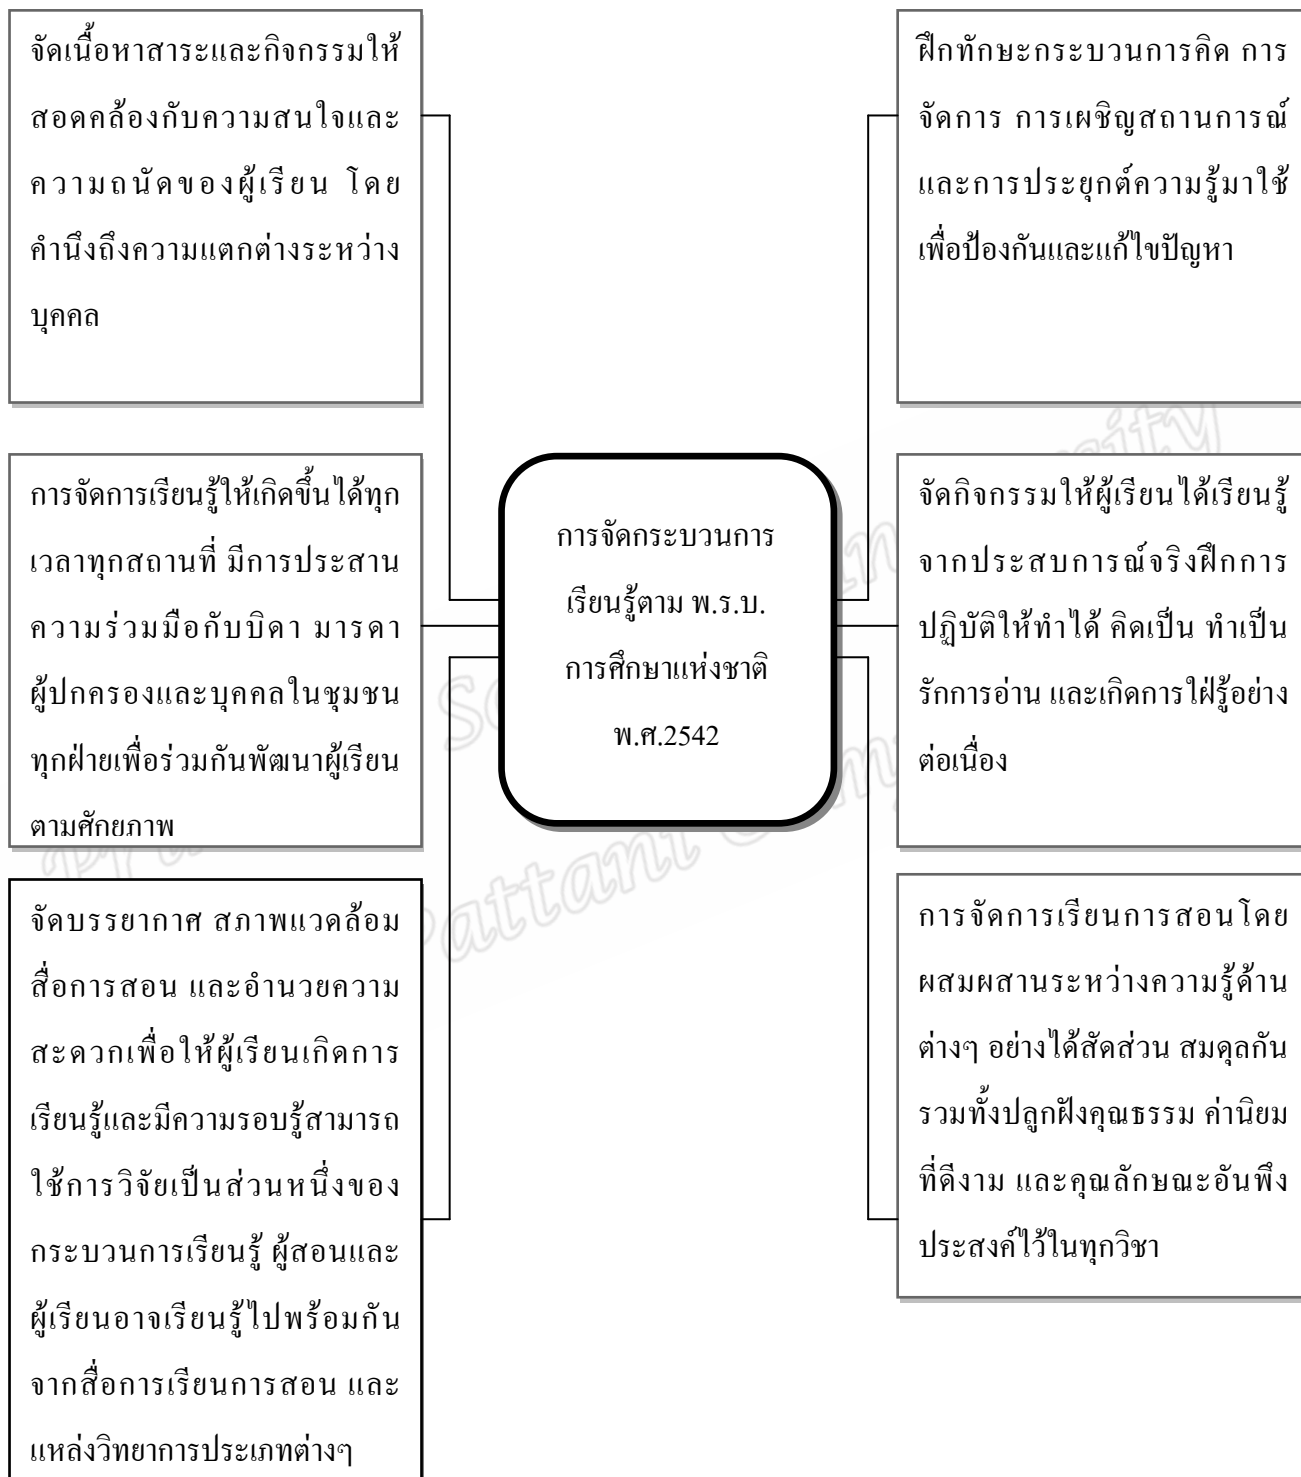 จัดเนื้อหาสาระและกิจกรรมให้
สอดคล้องกับความสนใจและ
ความถนัดของผู้เรียน โดย
คำนึงถึงความแตกต่างระหว่าง
บุคคล
ฝึกทักษะกระบวนการคิด การ
จัดการ การเผชิญสถานการณ์
และการประยุกต์ความรู้มาใช้
เพื่อป้องกันและแก้ไขปัญหา
การจัดการเรียนรู้ให้เกิดขึ้นได้ทุก
เวลาทุกสถานที่ มีการประสาน
ความร่วมมือกับบิดา มารดา
ผู้ปกครองและบุคคลในชุมชน
ทุกฝ่ายเพื่อร่วมกันพัฒนาผู้เรียน
ตามศักยภาพ
การจัดกระบวนการ
เรียนรู้ตาม พ.ร.บ.
การศึกษาแห่งชาติ
พ.ศ.2542
จัดกิจกรรมให้ผู้เรียนได้เรียนรู้
จากประสบการณ์จริงฝึกการ
ปฏิบัติให้ทำได้ คิดเป็น ทำเป็น
รักการอ่าน และเกิดการใฝ่รู้อย่าง
ต่อเนื่อง
จัดบรรยากาศ สภาพแวดล้อม
สื่อการสอน และอำนวยความ
สะดวกเพื่อให้ผู้เรียนเกิดการ
เรียนรู้และมีความรอบรู้สามารถ
ใช้การวิจัยเป็นส่วนหนึ่งของ
กระบวนการเรียนรู้ ผู้สอนและ
ผู้เรียนอาจเรียนรู้ไปพร้อมกัน
จากสื่อการเรียนการสอน และ
แหล่งวิทยาการประเภทต่างๆ
การจัดการเรียนการสอนโดย
ผสมผสานระหว่างความรู้ด้าน
ต่างๆ อย่างได้สัดส่วน สมดุลกัน
รวมทั้งปลูกฝังคุณธรรม ค่านิยม
ที่ดีงาม และคุณลักษณะอันพึง
ประสงค์ไว้ในทุกวิชา
Pattani